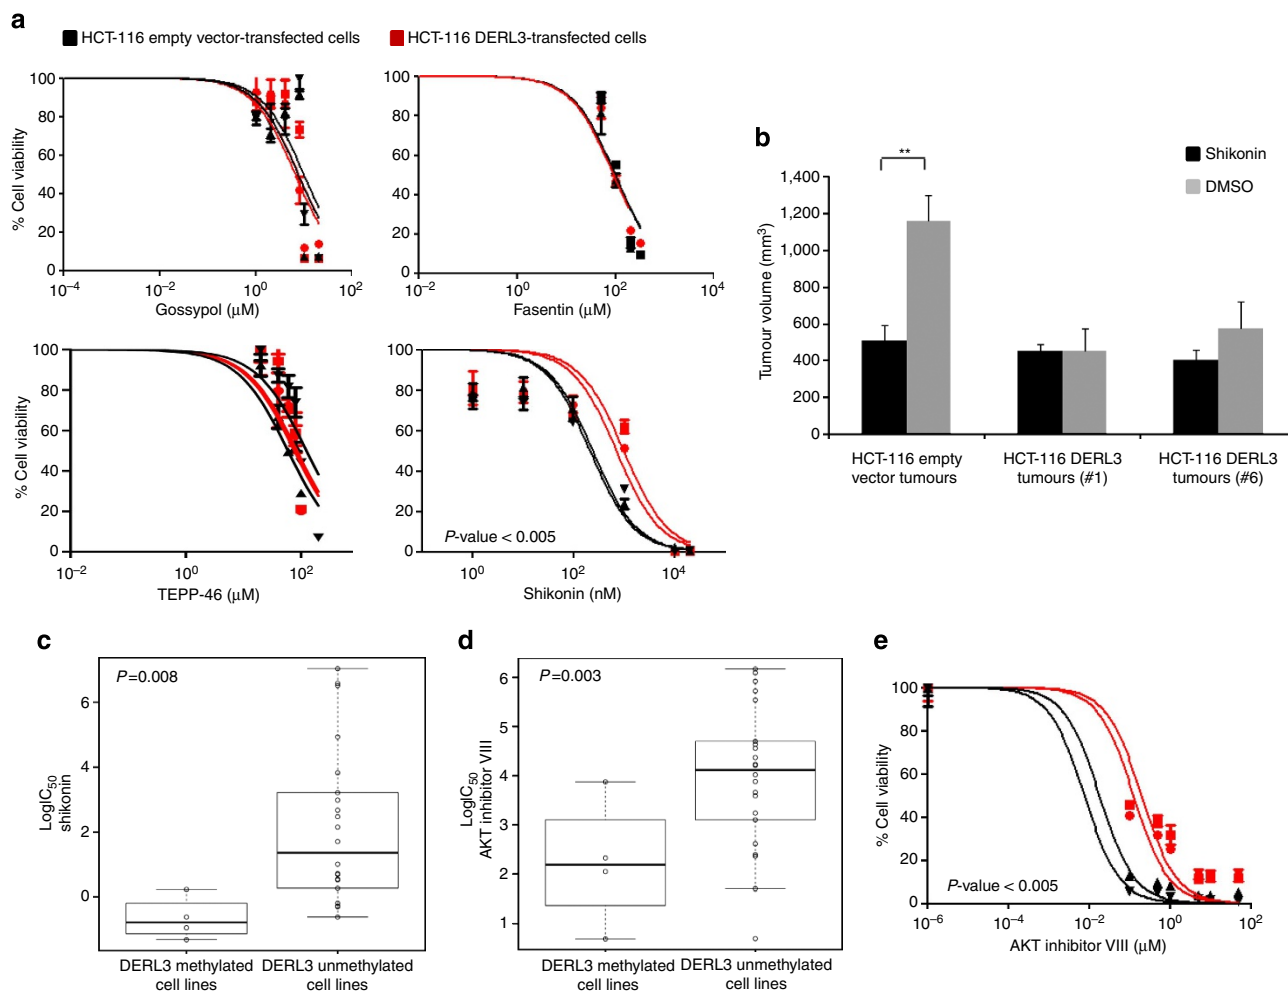 a
HCT-116 empty vector-transfected cells
HCT-116 DERL3-transfected cells
% Cell viability
100
80
60
40
20
0
10–4
10–2
100
102
Gossypol (μM)
100
80
60
40
20
0
10–2
100
102
104
Fasentin (μM)
% Cell viability
100
80
60
40
20
0
10–2
100
102
TEPP-46 (μM)
100
80
60
40
20
0
P-value < 0.005
100
102
104
Shikonin (nM)
b
Shikonin
DMSO
**
Tumour volume (mm3)
1,400
1,200
1,000
800
600
400
200
0
HCT-116 empty
vector tumours
HCT-116 DERL3
tumours (#1)
HCT-116 DERL3
tumours (#6)
c
P=0.008
LogIC50
shikonin
6
4
2
0
DERL3 methylated
cell lines
DERL3 unmethylated
cell lines
d
P=0.003
LogIC50
AKT inhibitor VIII
6
5
4
3
2
1
DERL3 methylated
cell lines
DERL3 unmethylated
cell lines
e
% Cell viability
100
80
60
40
20
0
P-value < 0.005
10–6
10–4
10–2
100
102
AKT inhibitor VIII (μM)